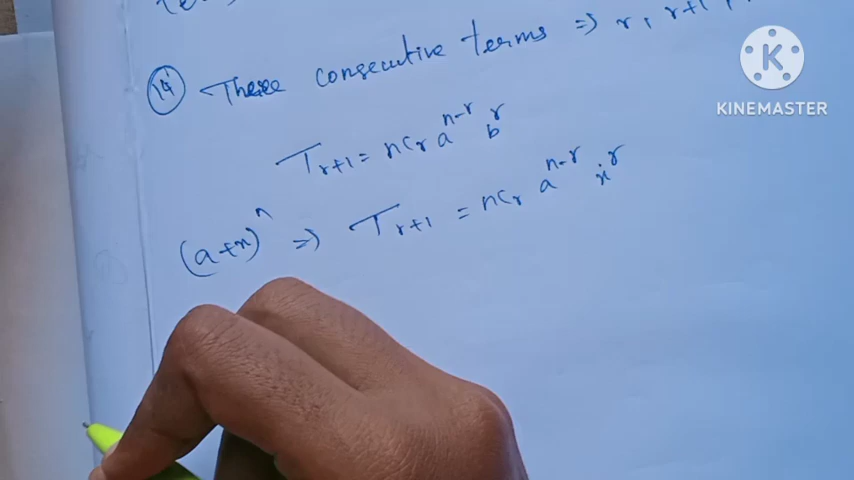 (14) Three consecutive terms ⇒ r, r+1,
K
KINEMASTER
T_{r+1} = nC_r a^{n-r} b^r
(a+x)^n ⇒ T_{r+1} = nC_r a^{n-r} x^r